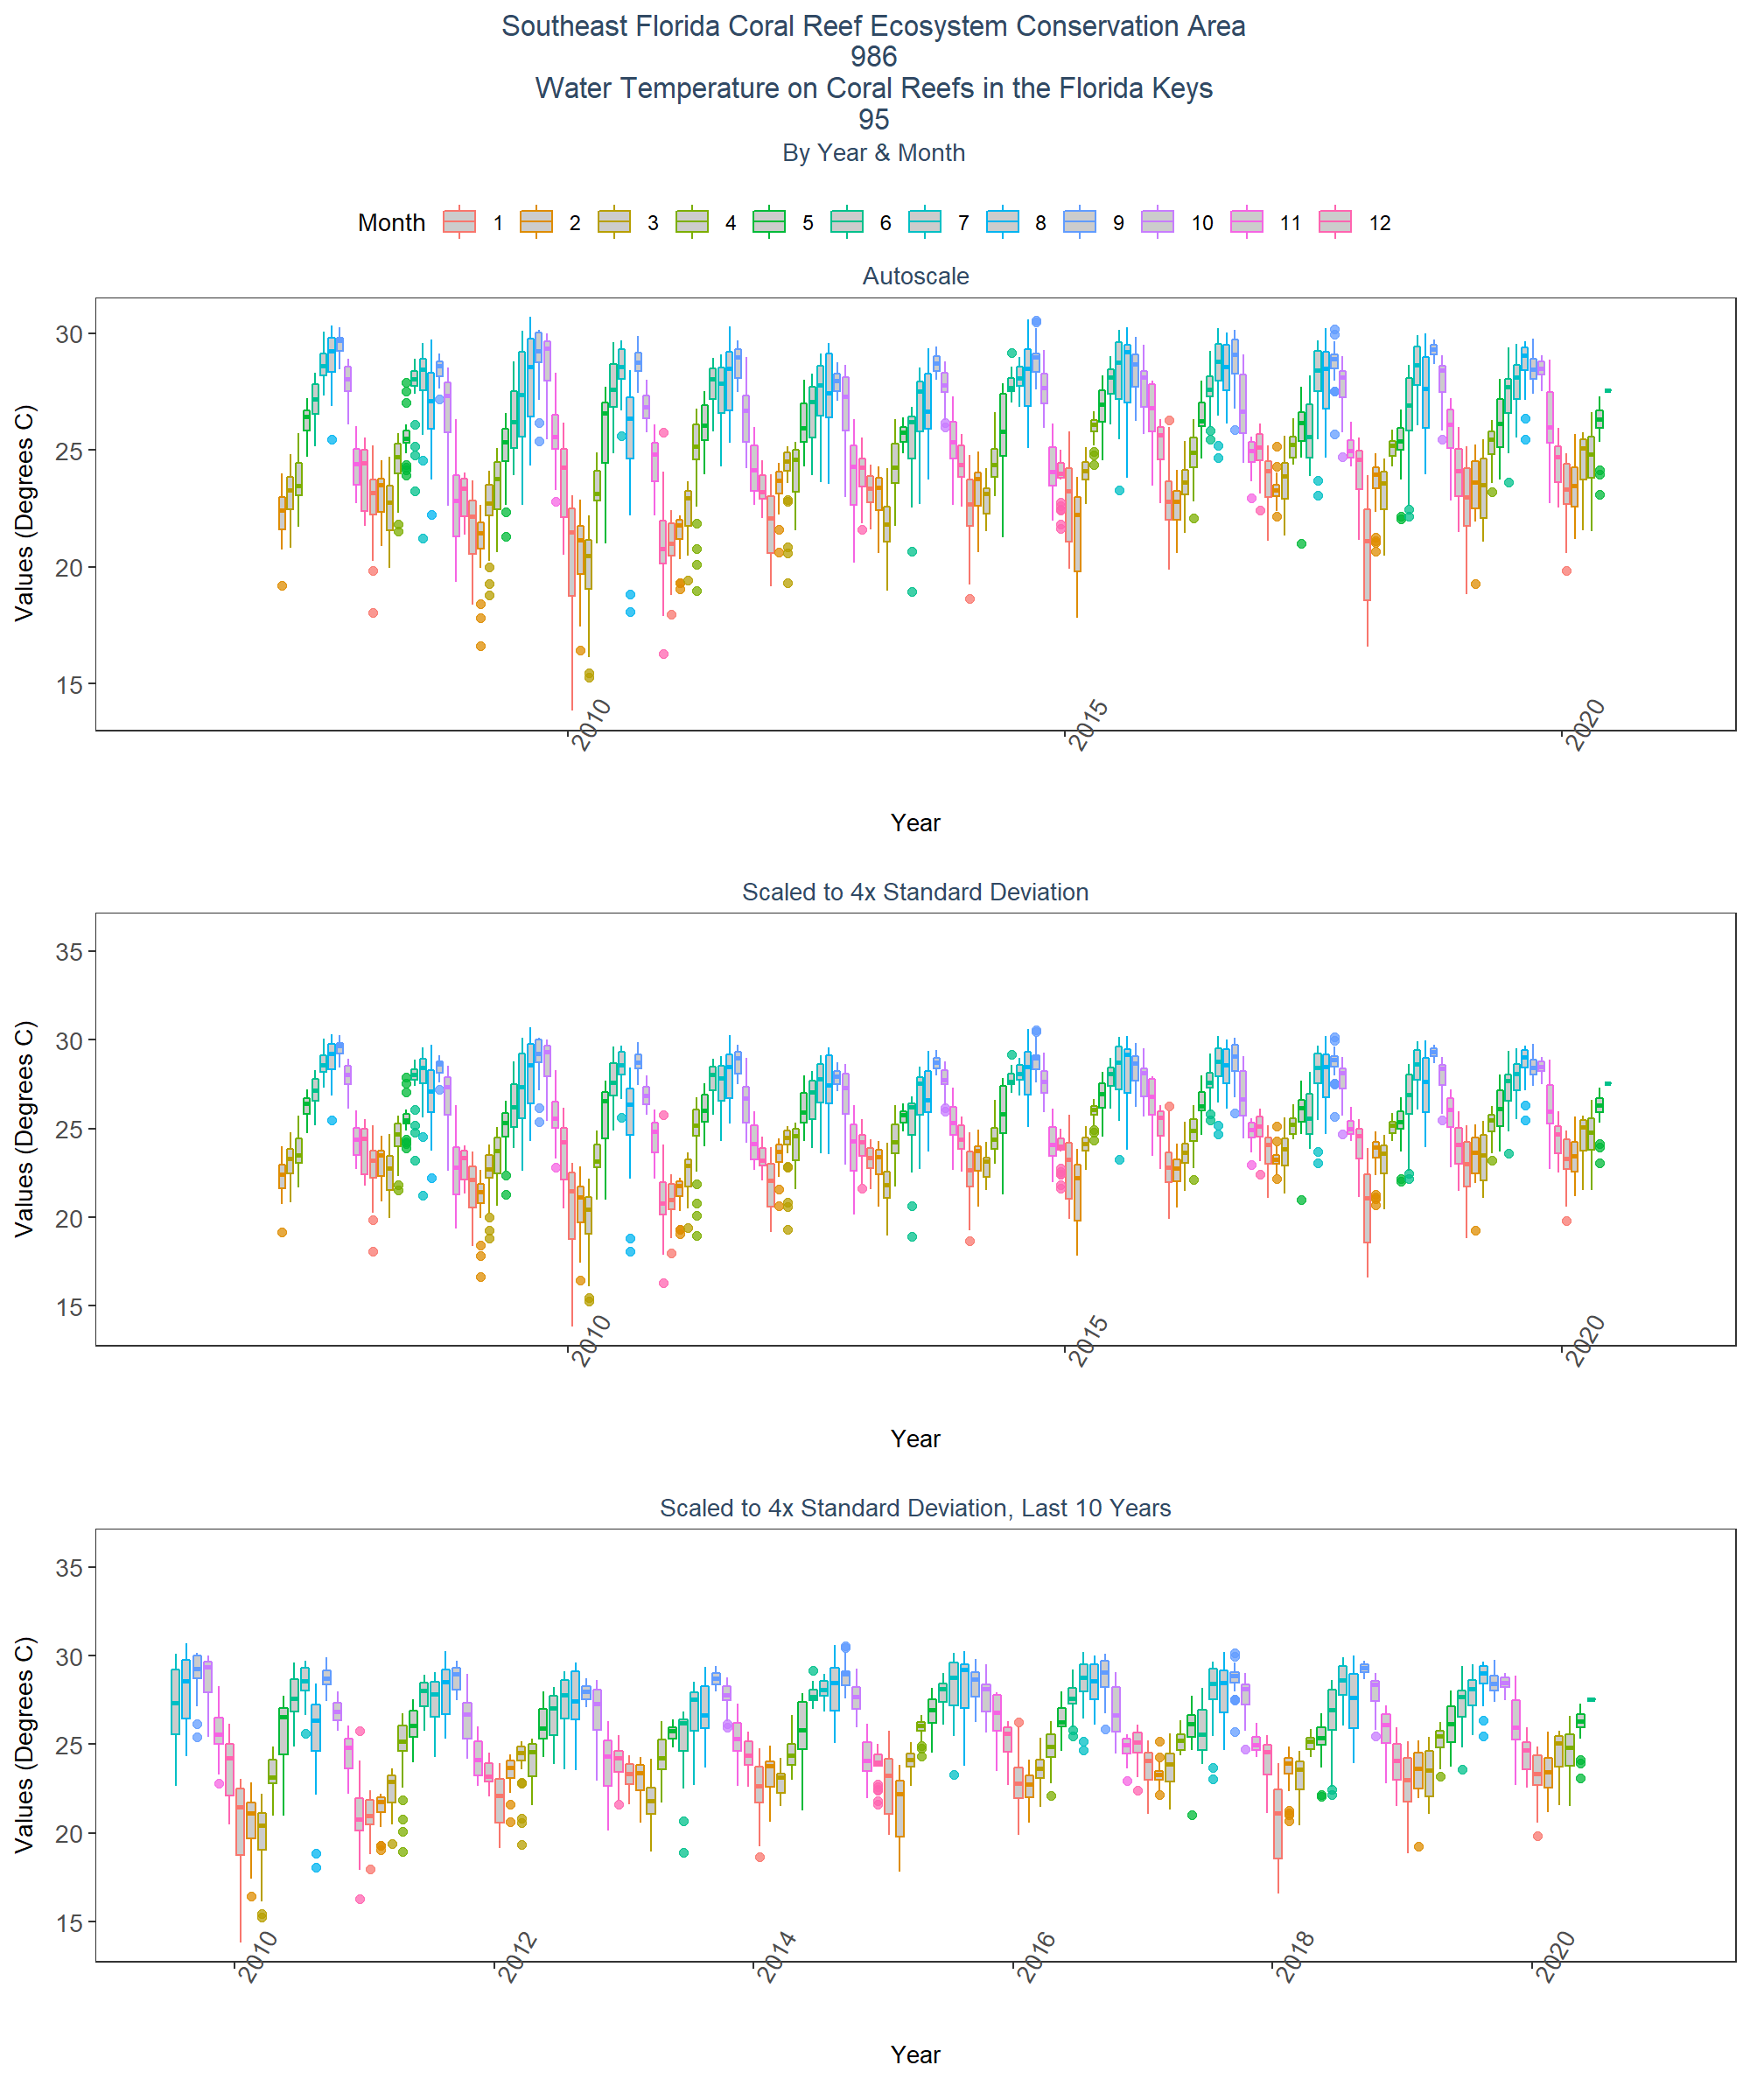 Southeast Florida Coral Reef Ecosystem Conservation Area
986
Water Temperature on Coral Reefs in the Florida Keys
95
By Year & Month
Month 1 2 3 4 5 6 7 8 9 10 11 12
Autoscale
Values (Degrees C)
30
25
20
15
2010 2015 2020
Year
Scaled to 4x Standard Deviation
Values (Degrees C)
35
30
25
20
15
2010 2015 2020
Year
Scaled to 4x Standard Deviation, Last 10 Years
Values (Degrees C)
35
30
25
20
15
2010 2012 2014 2016 2018 2020
Year